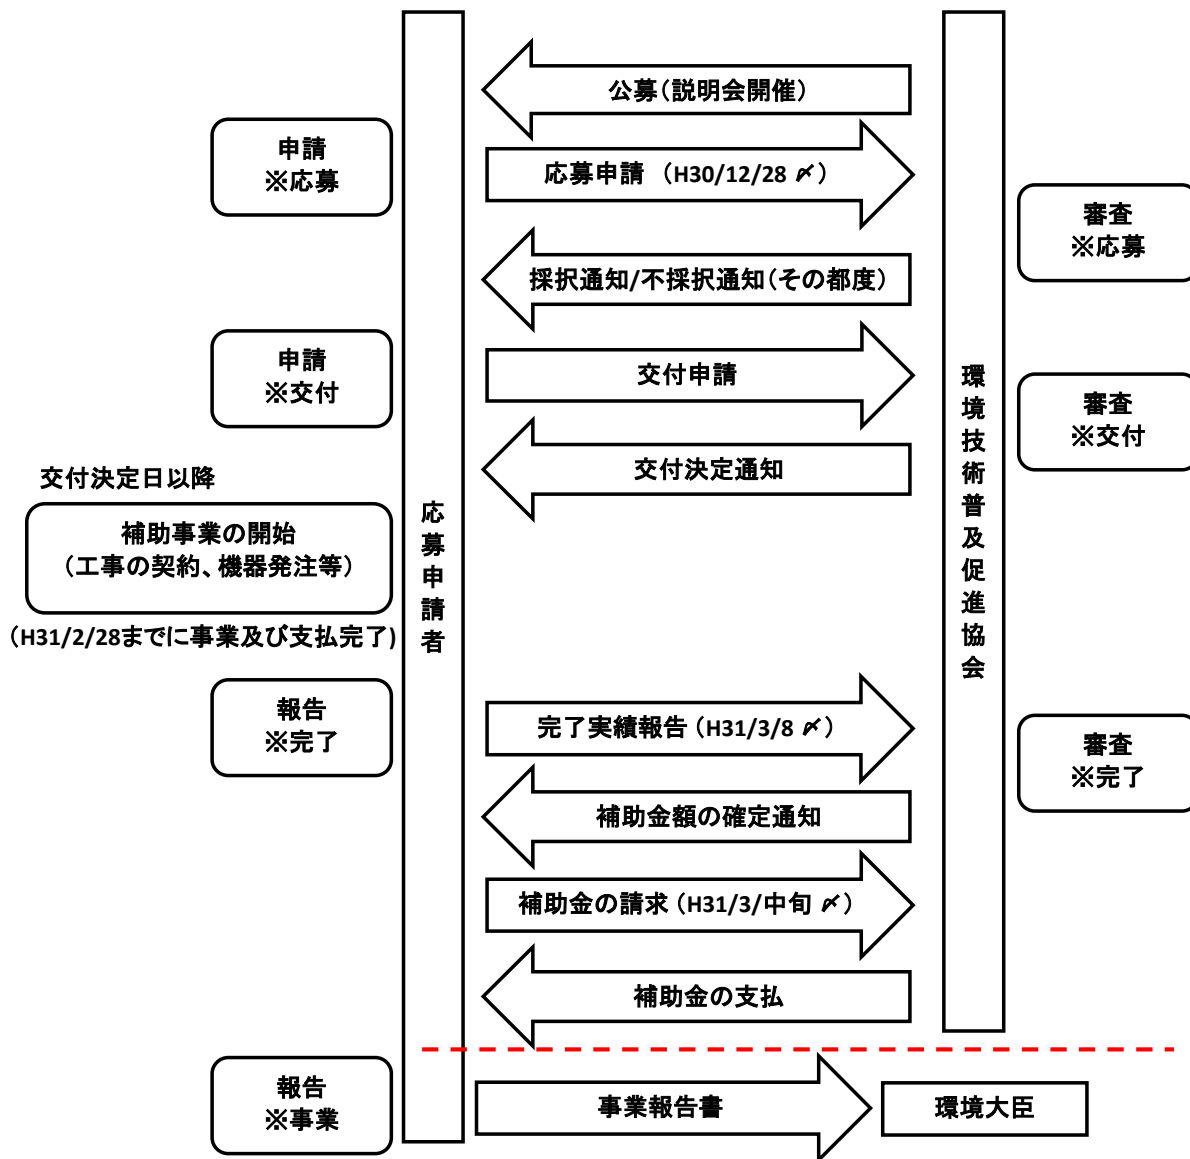 公募(説明会開催)
申請
※応募
応募申請 (H30/12/28 〆)
審査
※応募
採択通知/不採択通知(その都度)
申請
※交付
交付申請
審査
※交付
交付決定通知
交付決定日以降
補助事業の開始
(工事の契約、機器発注等)
(H31/2/28までに事業及び支払完了)
応募申請者
環境技術普及促進協会
報告
※完了
完了実績報告 (H31/3/8 〆)
審査
※完了
補助金額の確定通知
補助金の請求 (H31/3/中旬 〆)
補助金の支払
報告
※事業
事業報告書
環境大臣